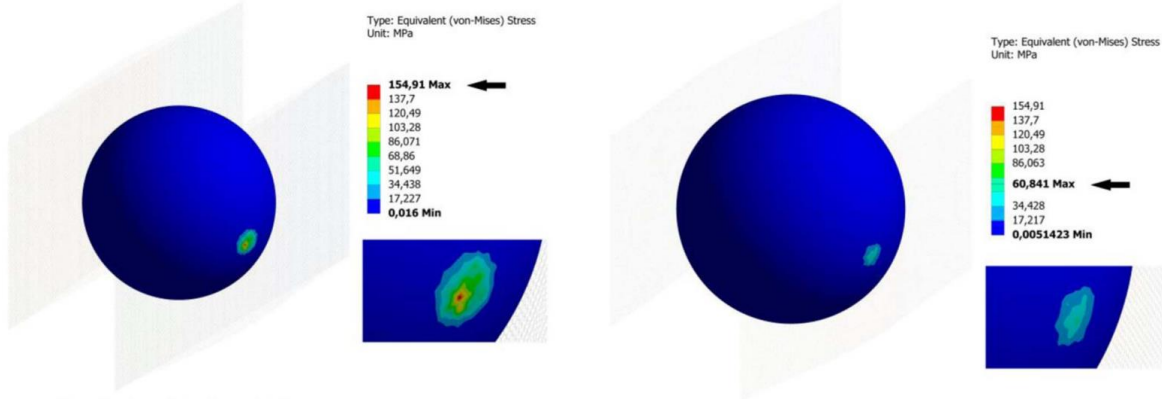 Type: Equivalent (von-Mises) Stress
Unit: MPa
154,91 Max
137,7
120,49
103,28
86,071
68,86
51,649
34,438
17,227
0,016 Min
Type: Equivalent (von-Mises) Stress
Unit: MPa
154,91
137,7
120,49
103,28
86,063
60,841 Max
34,428
17,217
0,0051423 Min